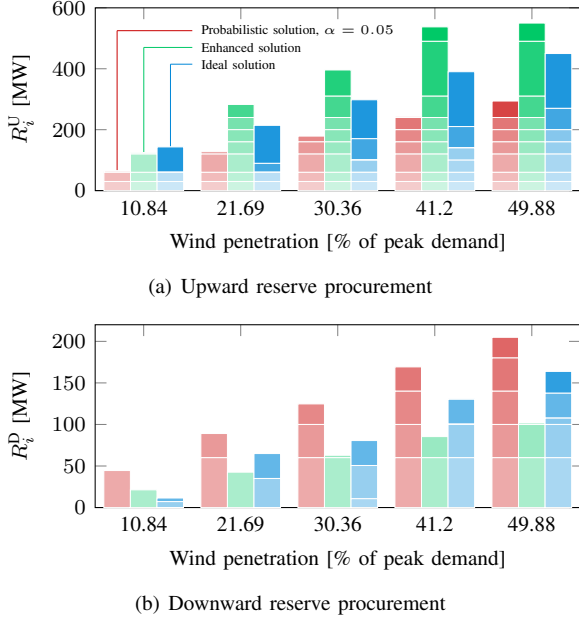 600
400
200
0
R_i^U [MW]
Probabilistic solution, α = 0.05
Enhanced solution
Ideal solution
10.84 21.69 30.36 41.2 49.88
Wind penetration [% of peak demand]
(a) Upward reserve procurement
200
150
100
50
0
R_i^D [MW]
10.84 21.69 30.36 41.2 49.88
Wind penetration [% of peak demand]
(b) Downward reserve procurement